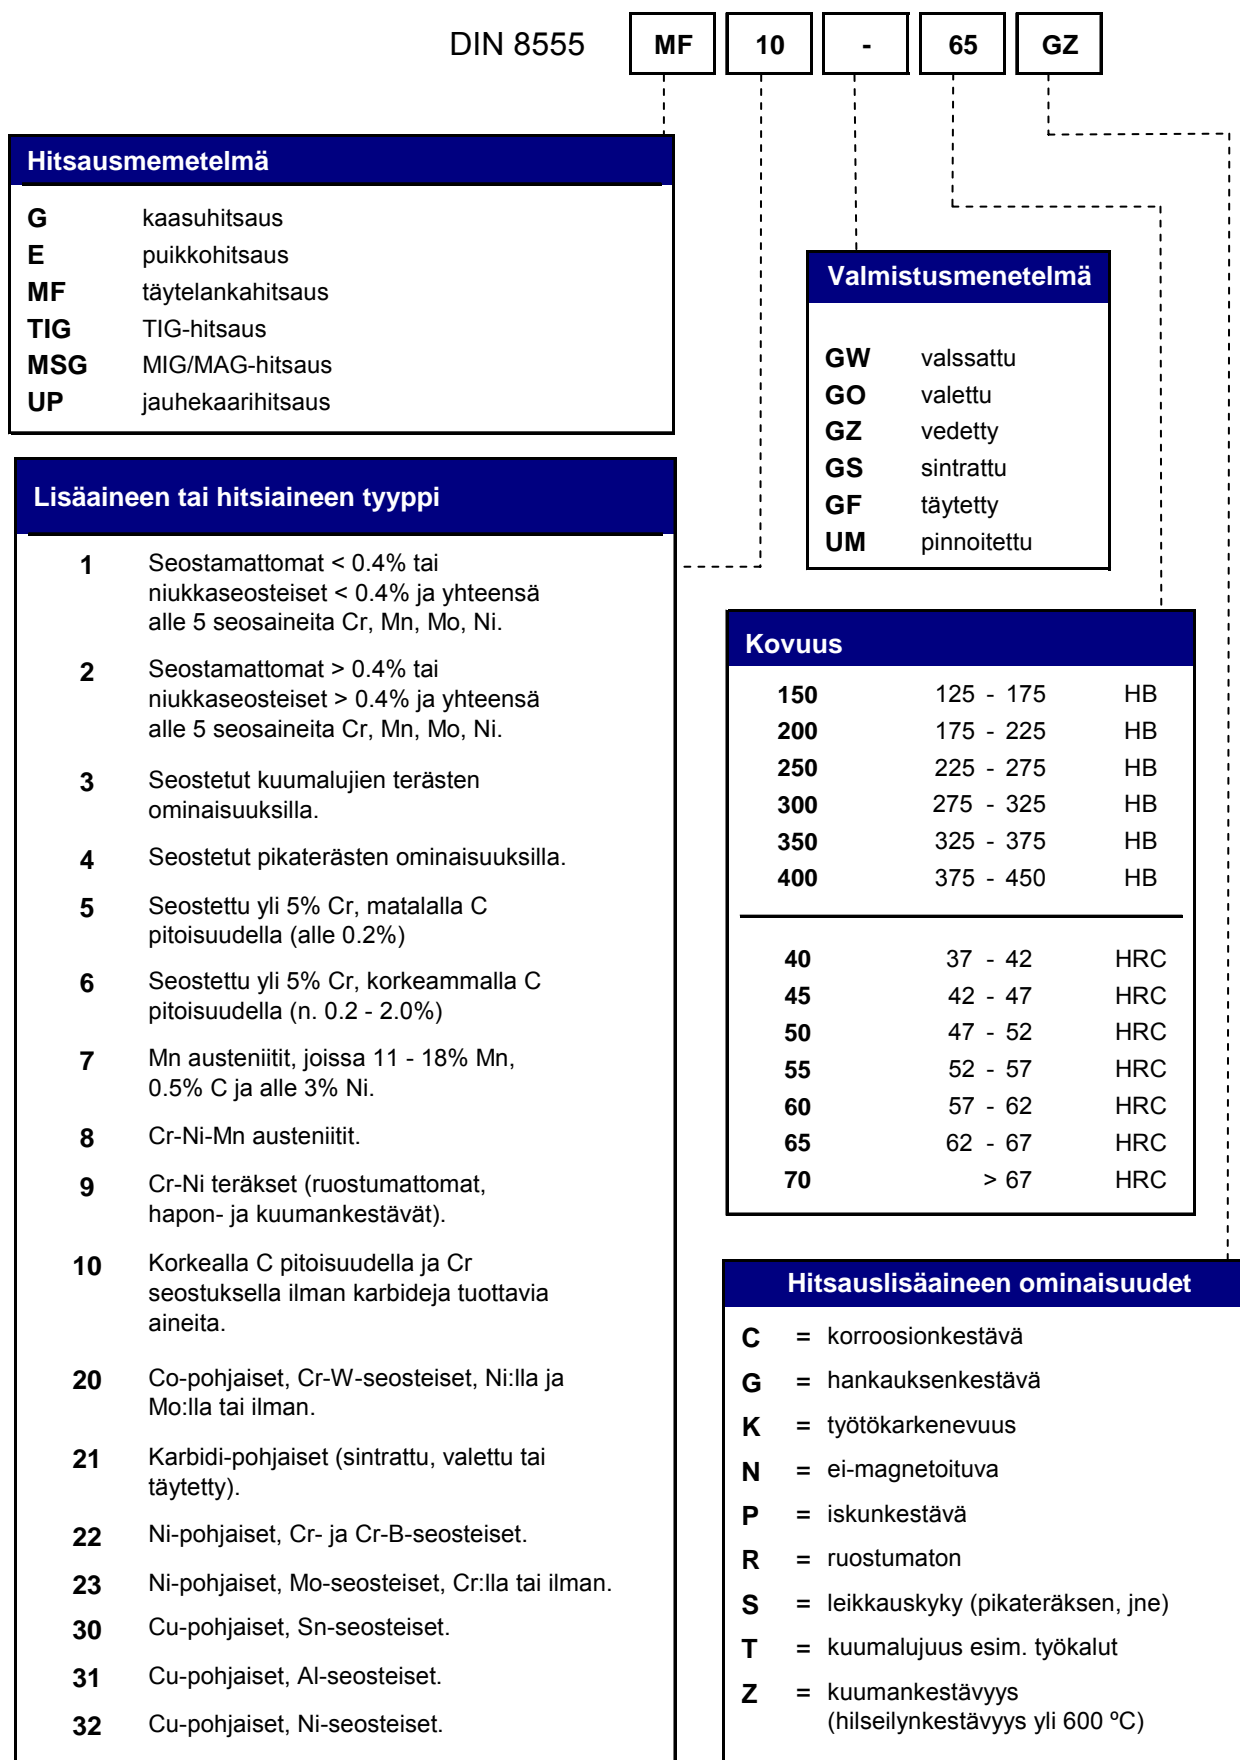 DIN 8555 MF 10 - 65 GZ
Hitsausmemetelmä
G kaasuhitsaus
E puikkohitsaus
MF täytelankahitsaus
TIG TIG-hitsaus
MSG MIG/MAG-hitsaus
UP jauhekaarihitsaus
Valmistusmenetelmä
GW valssattu
GO valettu
GZ vedetty
GS sintrattu
GF täytetty
UM pinnoitettu
Lisäaineen tai hitsiaineen tyyppi
1 Seostamattomat < 0.4% tai
niukkaseosteiset < 0.4% ja yhteensä
alle 5 seosaineita Cr, Mn, Mo, Ni.
2 Seostamattomat > 0.4% tai
niukkaseosteiset > 0.4% ja yhteensä
alle 5 seosaineita Cr, Mn, Mo, Ni.
3 Seostetut kuumalujien terästen
ominaisuuksilla.
4 Seostetut pikaterästen ominaisuuksilla.
5 Seostettu yli 5% Cr, matalalla C
pitoisuudella (alle 0.2%)
6 Seostettu yli 5% Cr, korkeammalla C
pitoisuudella (n. 0.2 - 2.0%)
7 Mn austeniitit, joissa 11 - 18% Mn,
0.5% C ja alle 3% Ni.
8 Cr-Ni-Mn austeniitit.
9 Cr-Ni teräkset (ruostumattomat,
hapon- ja kuumankestävät).
10 Korkealla C pitoisuudella ja Cr
seostuksella ilman karbideja tuottavia
aineita.
20 Co-pohjaiset, Cr-W-seosteiset, Ni:lla ja
Mo:lla tai ilman.
21 Karbidi-pohjaiset (sintrattu, valettu tai
täytetty).
22 Ni-pohjaiset, Cr- ja Cr-B-seosteiset.
23 Ni-pohjaiset, Mo-seosteiset, Cr:lla tai ilman.
30 Cu-pohjaiset, Sn-seosteiset.
31 Cu-pohjaiset, Al-seosteiset.
32 Cu-pohjaiset, Ni-seosteiset.
Kovuus
150 125 - 175 HB
200 175 - 225 HB
250 225 - 275 HB
300 275 - 325 HB
350 325 - 375 HB
400 375 - 450 HB
40 37 - 42 HRC
45 42 - 47 HRC
50 47 - 52 HRC
55 52 - 57 HRC
60 57 - 62 HRC
65 62 - 67 HRC
70 > 67 HRC
Hitsauslisäaineen ominaisuudet
C = korroosionkestävä
G = hankauksenkestävä
K = työtökarkenevuus
N = ei-magnetoituva
P = iskunkestävä
R = ruostumaton
S = leikkauskyky (pikateräksen, jne)
T = kuumalujuus esim. työkalut
Z = kuumankestävyys
(hilseilynkestävyys yli 600 ºC)